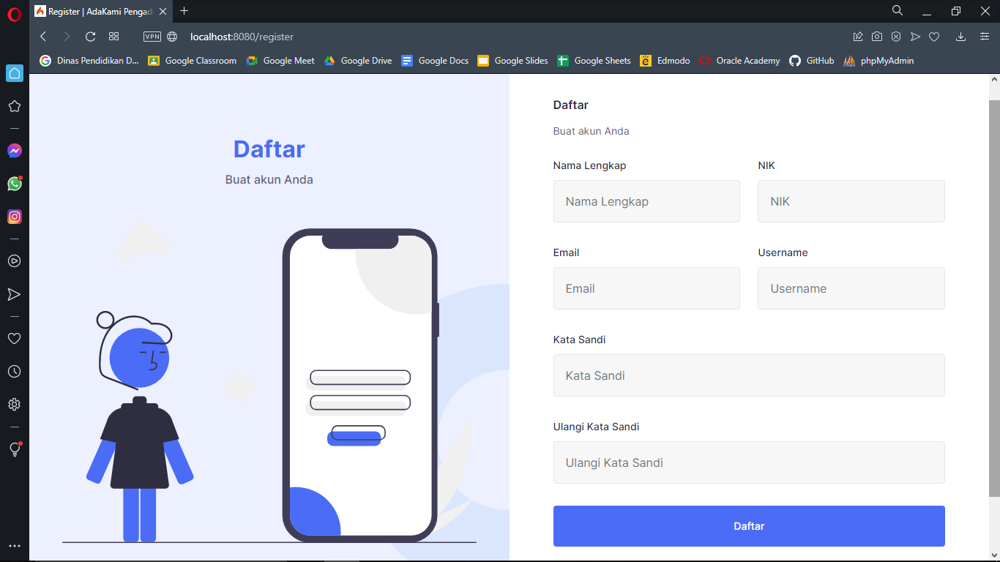 Register | AdaKami Pengad
VPN
localhost:8080/register
Dinas Pendidikan D...
Google Classroom
Google Meet
Google Drive
Google Docs
Google Slides
Google Sheets
Edmodo
Oracle Academy
GitHub
phpMyAdmin
Daftar
Buat akun Anda
Daftar
Buat akun Anda
Nama Lengkap
NIK
Nama Lengkap
NIK
Email
Username
Email
Username
Kata Sandi
Kata Sandi
Ulangi Kata Sandi
Ulangi Kata Sandi
Daftar